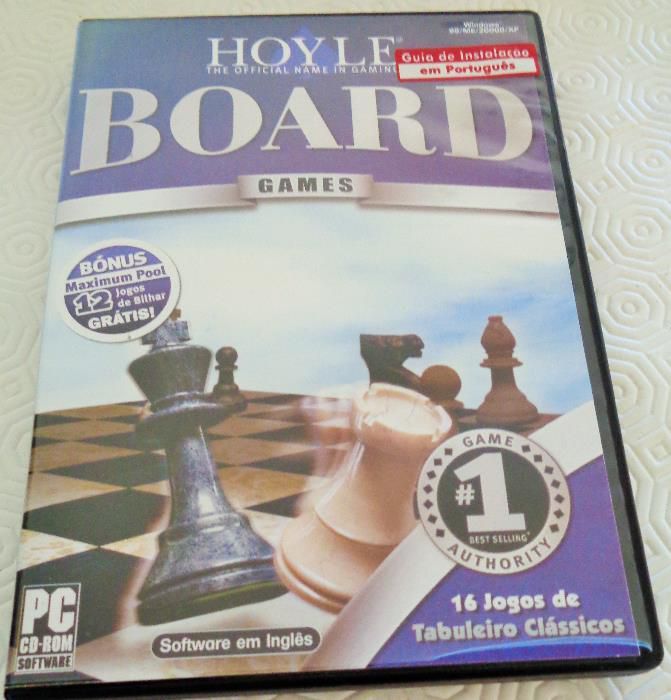 Windows™
98/Me/20000/XP
HOYLE®
THE OFFICIAL NAME IN GAMING
Guia de Instalação
em Português
BOARD
GAMES
BÓNUS
Maximum Pool
12 Jogos
de Bilhar
GRÁTIS!
GAME
#1
BEST SELLING
AUTHORITY
16 Jogos de
Tabuleiro Clássicos
PC
CD-ROM
SOFTWARE
Software em Inglês